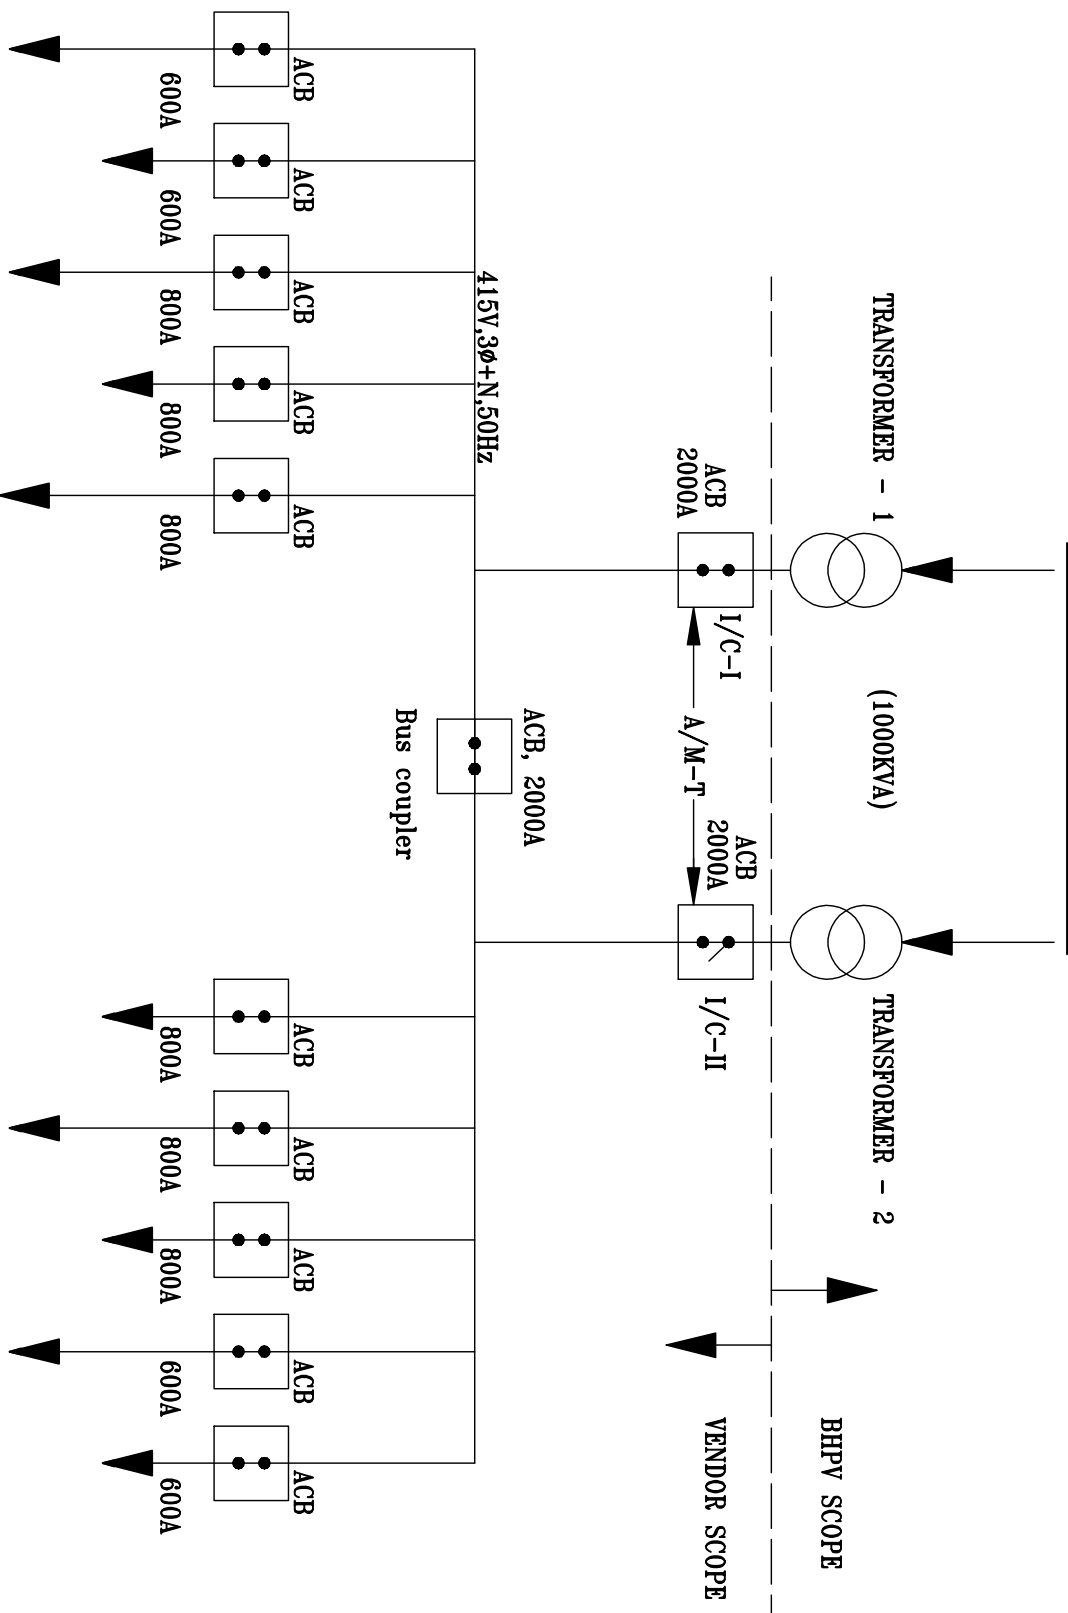 TRANSFORMER - 1
(1000KVA)
TRANSFORMER - 2
BHPV SCOPE
VENDOR SCOPE
ACB
2000A
I/C-I
A/M-T
ACB
2000A
I/C-II
415V,3ø+N,50Hz
ACB, 2000A
Bus coupler
ACB
ACB
ACB
ACB
ACB
ACB
ACB
ACB
ACB
ACB
600A
600A
800A
800A
800A
800A
800A
800A
600A
600A